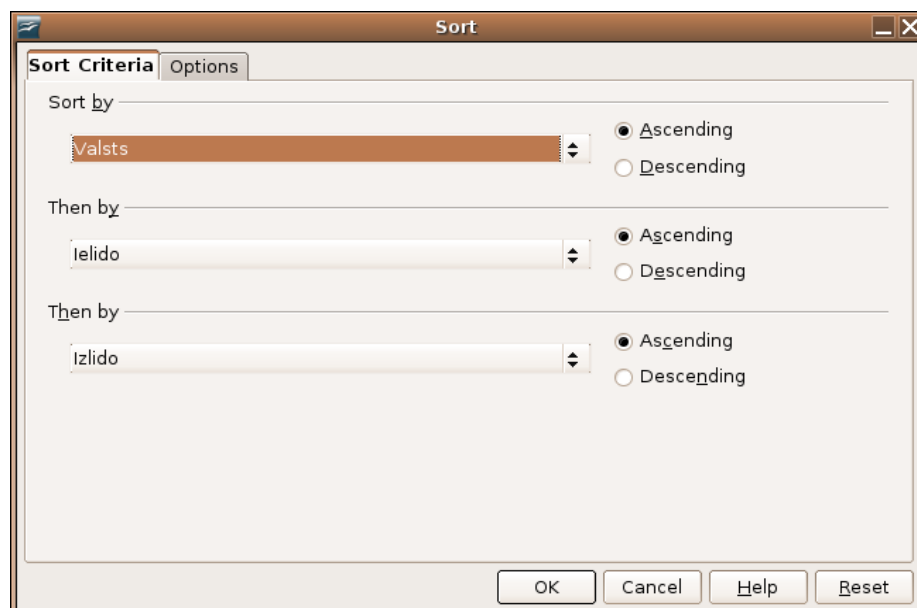 Sort
Sort Criteria Options
Sort by
Valsts
Ascending
Descending
Then by
Ielido
Ascending
Descending
Then by
Izlido
Ascending
Descending
OK Cancel Help Reset